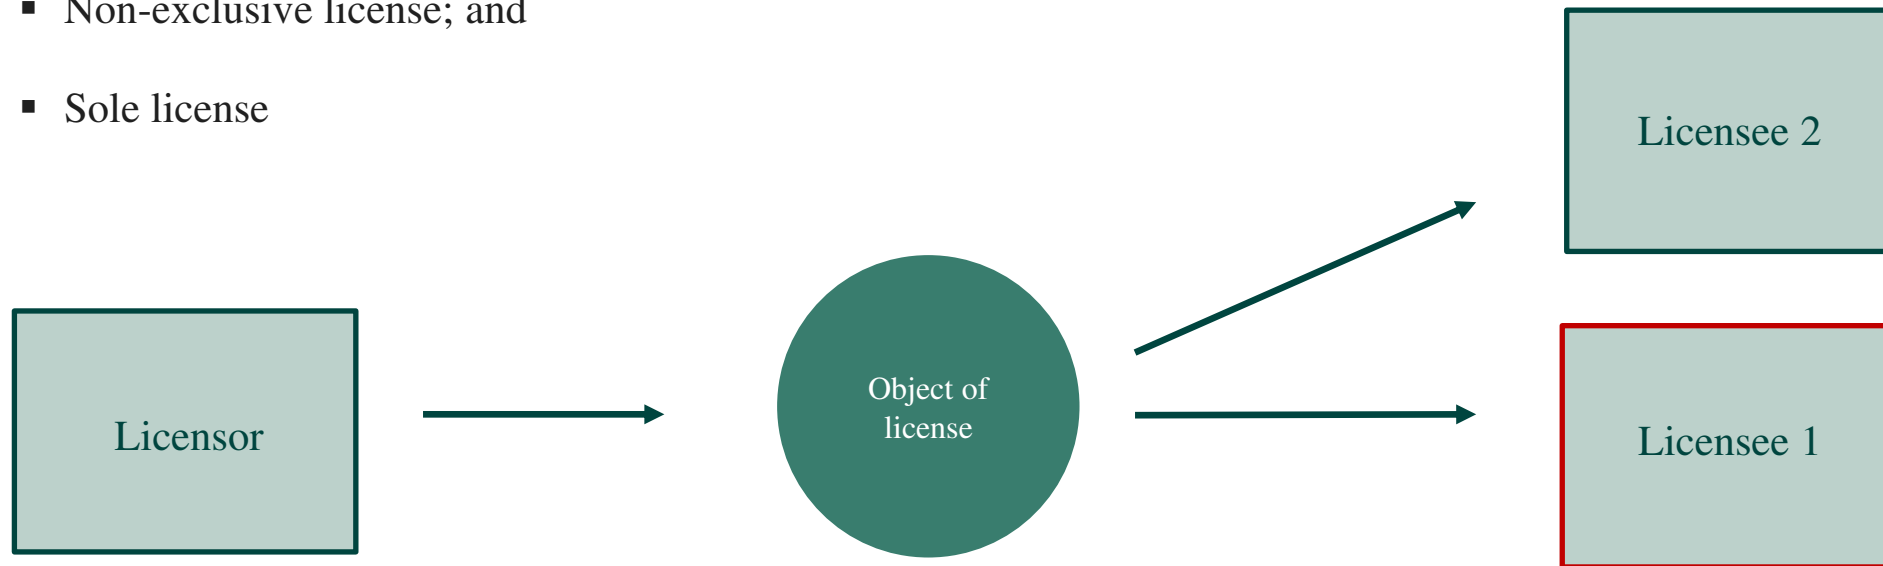 ▪ Non-exclusive license; and
▪ Sole license
Licensee 2
Object of
license
Licensor
Licensee 1